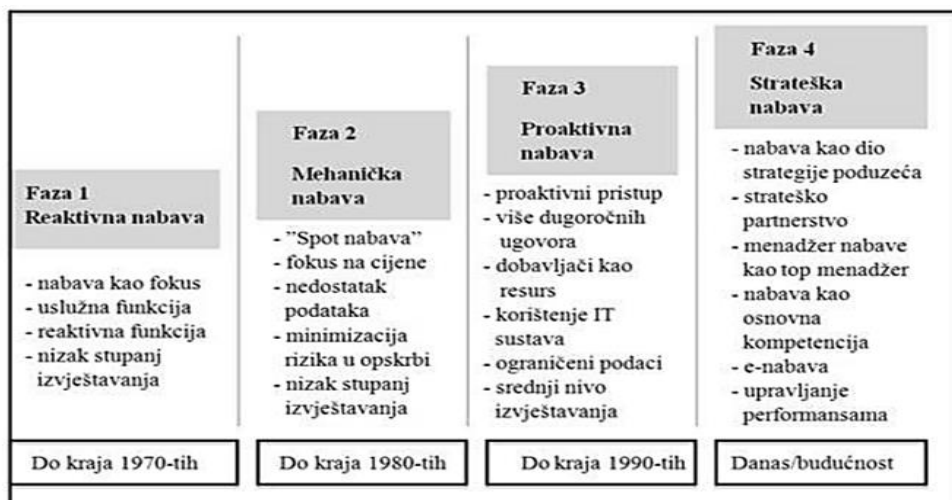 Faza 1
Reaktivna nabava
- nabava kao fokus
- uslužna funkcija
- reaktivna funkcija
- nizak stupanj
izvještavanja
Do kraja 1970-tih
Faza 2
Mehanička
nabava
- ”Spot nabava”
- fokus na cijene
- nedostatak
podataka
- minimizacija
rizika u opskrbi
- nizak stupanj
izvještavanja
Do kraja 1980-tih
Faza 3
Proaktivna
nabava
- proaktivni pristup
- više dugoročnih
ugovora
- dobavljači kao
resurs
- korištenje IT
sustava
- ograničeni podaci
- srednji nivo
izvještavanja
Do kraja 1990-tih
Faza 4
Strateška
nabava
- nabava kao dio
strategije poduzeća
- strateško
partnerstvo
- menadžer nabave
kao top menadžer
- nabava kao
osnovna
kompetencija
- e-nabava
- upravljanje
performansama
Danas/budućnost